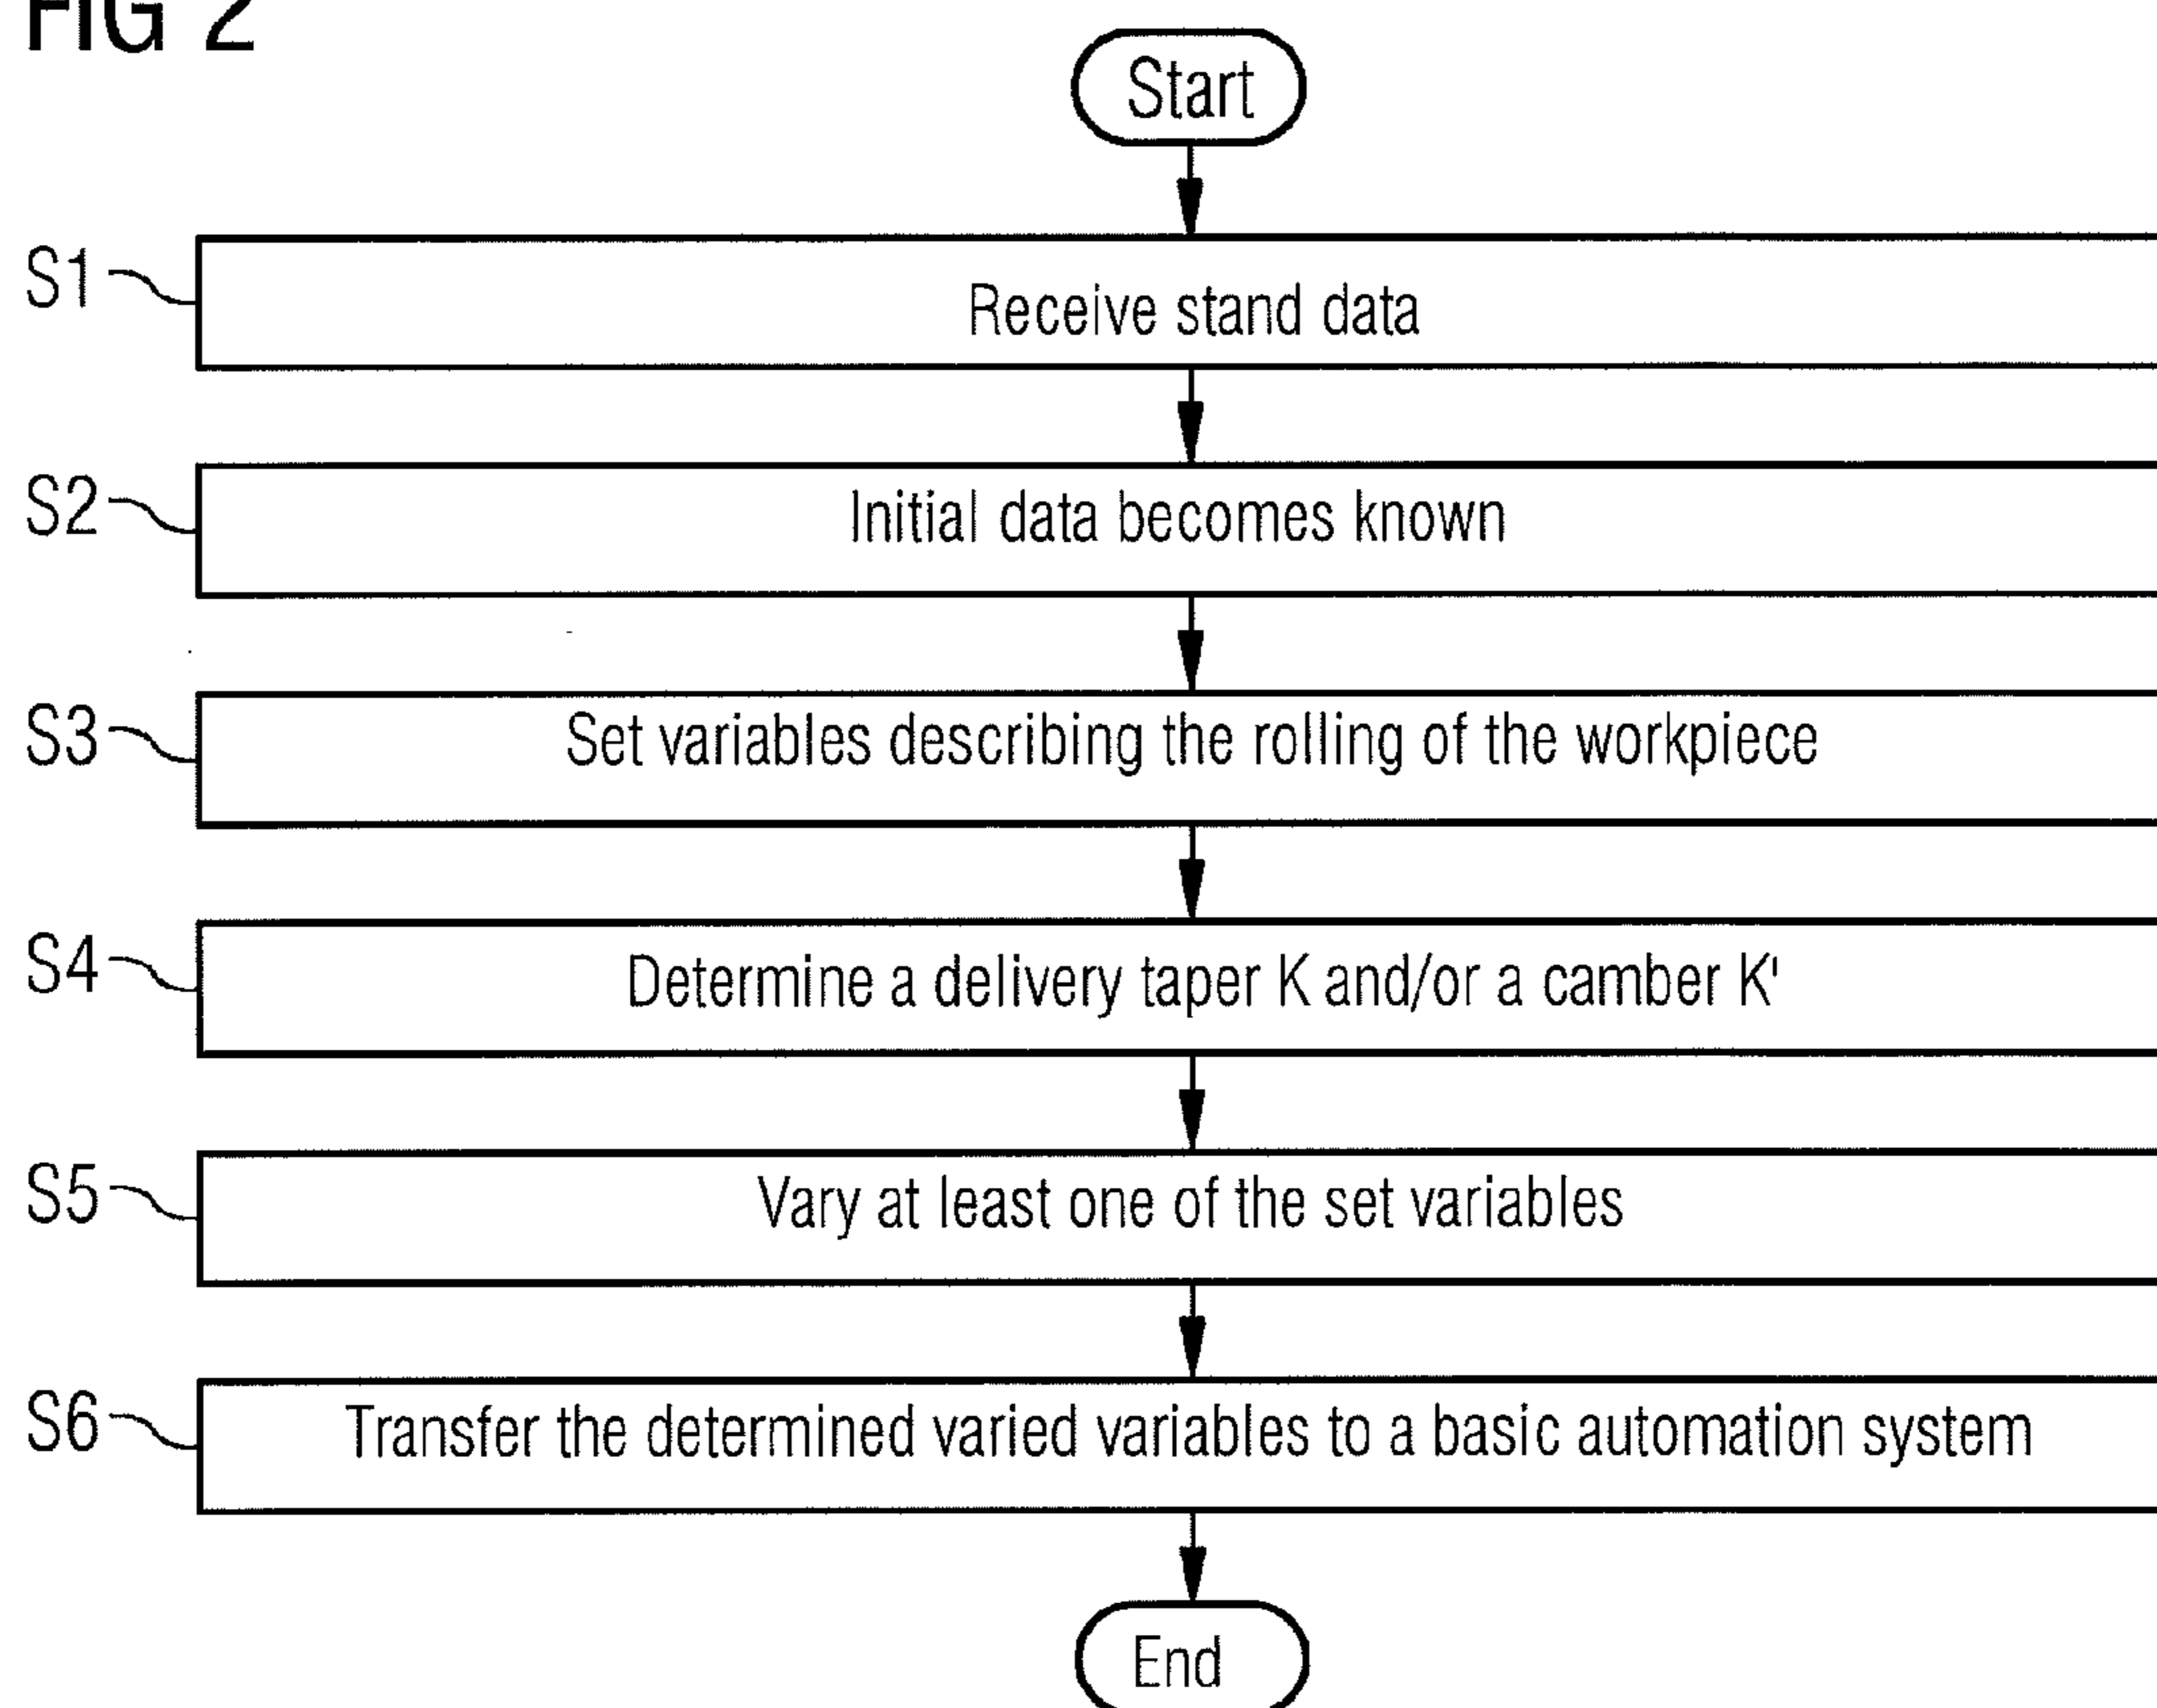 FIG 2
Start
S1
Receive stand data
S2
Initial data becomes known
S3
Set variables describing the rolling of the workpiece
S4
Determine a delivery taper K and/or a camber K'
S5
Vary at least one of the set variables
S6
Transfer the determined varied variables to a basic automation system
End